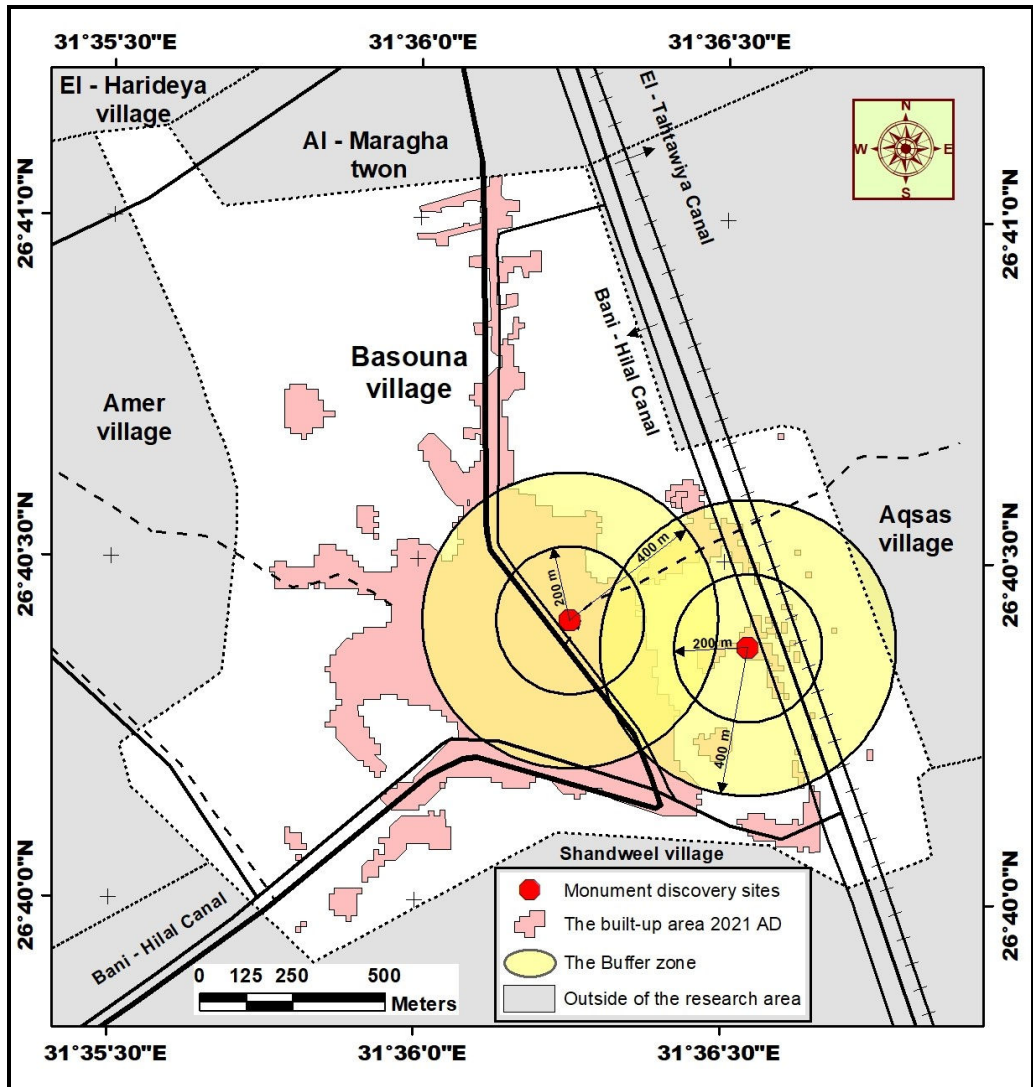 31°35'30"E
31°36'0"E
31°36'30"E
El - Harideya
village
Al - Maragha
twon
El - Tahtawiya Canal
N
W
E
S
26°41'0"N
26°41'0"N
Bani - Hilal Canal
Basouna
village
Amer
village
Aqsas
village
26°40'30"N
26°40'30"N
400 m
200 m
200 m
400 m
Shandweel village
26°40'0"N
26°40'0"N
Bani - Hilal Canal
Monument discovery sites
The built-up area 2021 AD
The Buffer zone
Outside of the research area
0 125 250 500
Meters
31°35'30"E
31°36'0"E
31°36'30"E